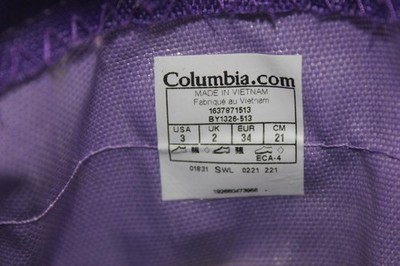 Columbia.com
MADE IN VIETNAM
Fabriqué au Vietnam
1637871513
BY1326-513
USA UK EUR CM
3 2 34 21
ECA-4
01831 SWL 0221 221